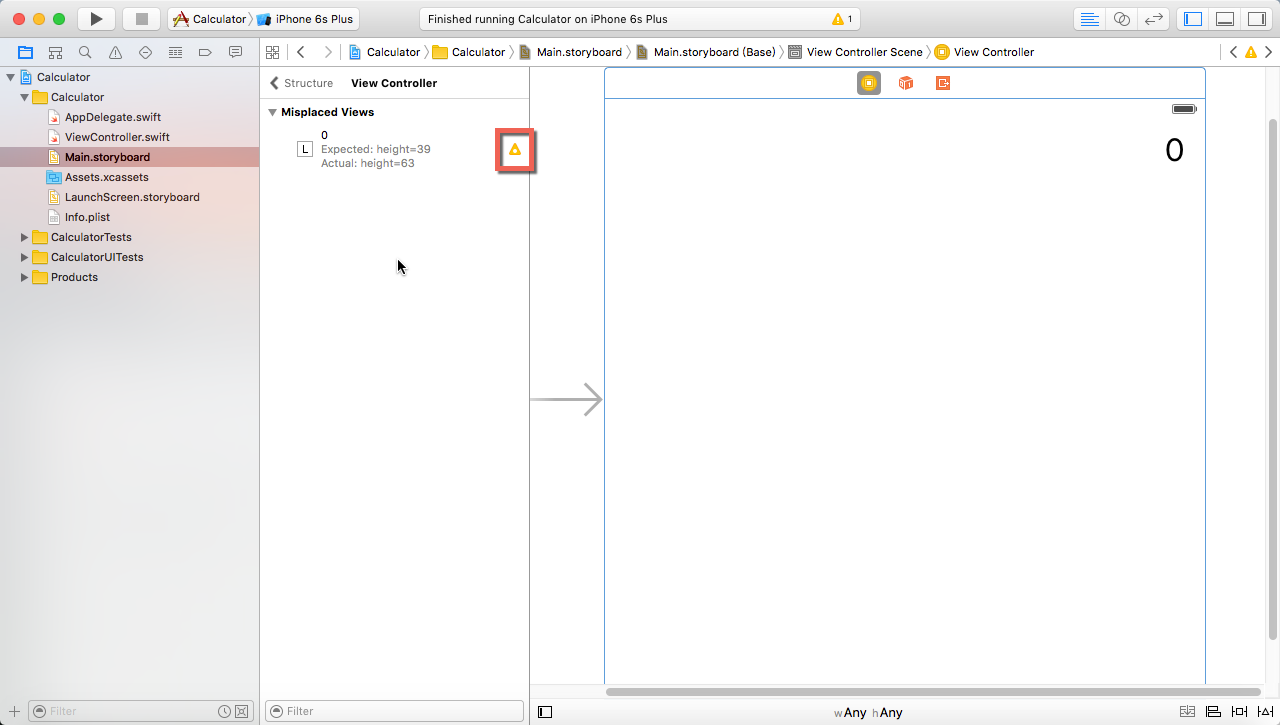 Calculator iPhone 6s Plus
Finished running Calculator on iPhone 6s Plus 1
Calculator Calculator Main.storyboard Main.storyboard (Base) View Controller Scene View Controller
Calculator
Calculator
AppDelegate.swift
ViewController.swift
Main.storyboard
Assets.xcassets
LaunchScreen.storyboard
Info.plist
CalculatorTests
CalculatorUITests
Products
Filter
Structure View Controller
Misplaced Views
0
L Expected: height=39
Actual: height=63
Filter
0
wAny hAny